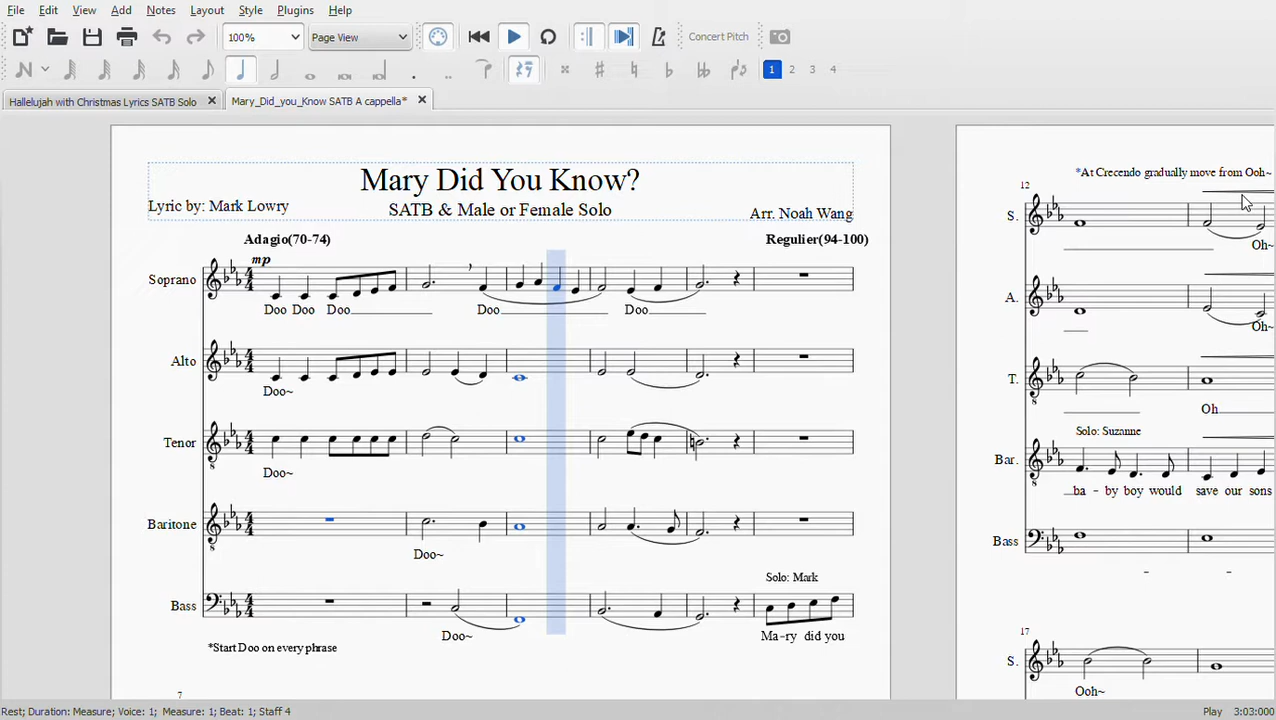 File Edit View Add Notes Layout Style Plugins Help
100% Page View Concert Pitch
1 2 3 4
Hallelujah with Christmas Lyrics SATB Solo Mary_Did_you_Know SATB A cappella*
Mary Did You Know?
Lyric by: Mark Lowry
SATB & Male or Female Solo
Arr. Noah Wang
Adagio(70-74)
Regulier(94-100)
mp
Soprano
Doo Doo Doo Doo Doo
Alto
Doo~
Tenor
Doo~
Baritone
Doo~
Solo: Mark
Bass
Doo~
Ma-ry did you
*Start Doo on every phrase
7
*At Crecendo gradually move from Ooh~
12
S.
Oh~
A.
Oh~
T.
Oh
Solo: Suzanne
Bar.
ba - by boy would save our sons
Bass
17
S.
Ooh~
Rest; Duration: Measure; Voice: 1; Measure: 1; Beat: 1; Staff 4
Play 3:03:000